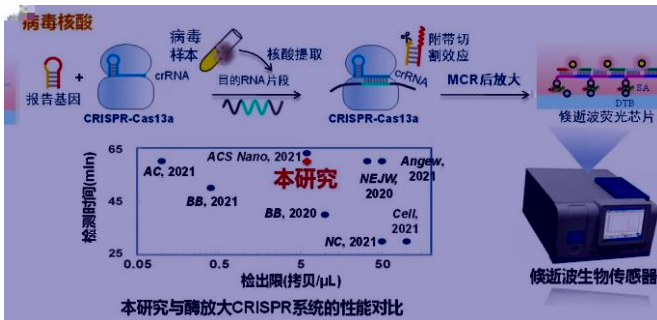 病毒核酸
报告基因
+
crRNA
CRISPR-Cas13a
病毒
样本
核酸提取
目的RNA片段
附带切
割效应
crRNA
CRISPR-Cas13a
MCR后放大
SA
DTB
倏逝波荧光芯片
检测时间(min)
65
45
25
0.05
0.5
5
50
AC, 2021
BB, 2021
ACS Nano, 2021
本研究
BB, 2020
NEJW,
2020
Angew,
2021
NC, 2021
Cell,
2021
检出限(拷贝/μL)
本研究与酶放大CRISPR系统的性能对比
倏逝波生物传感器